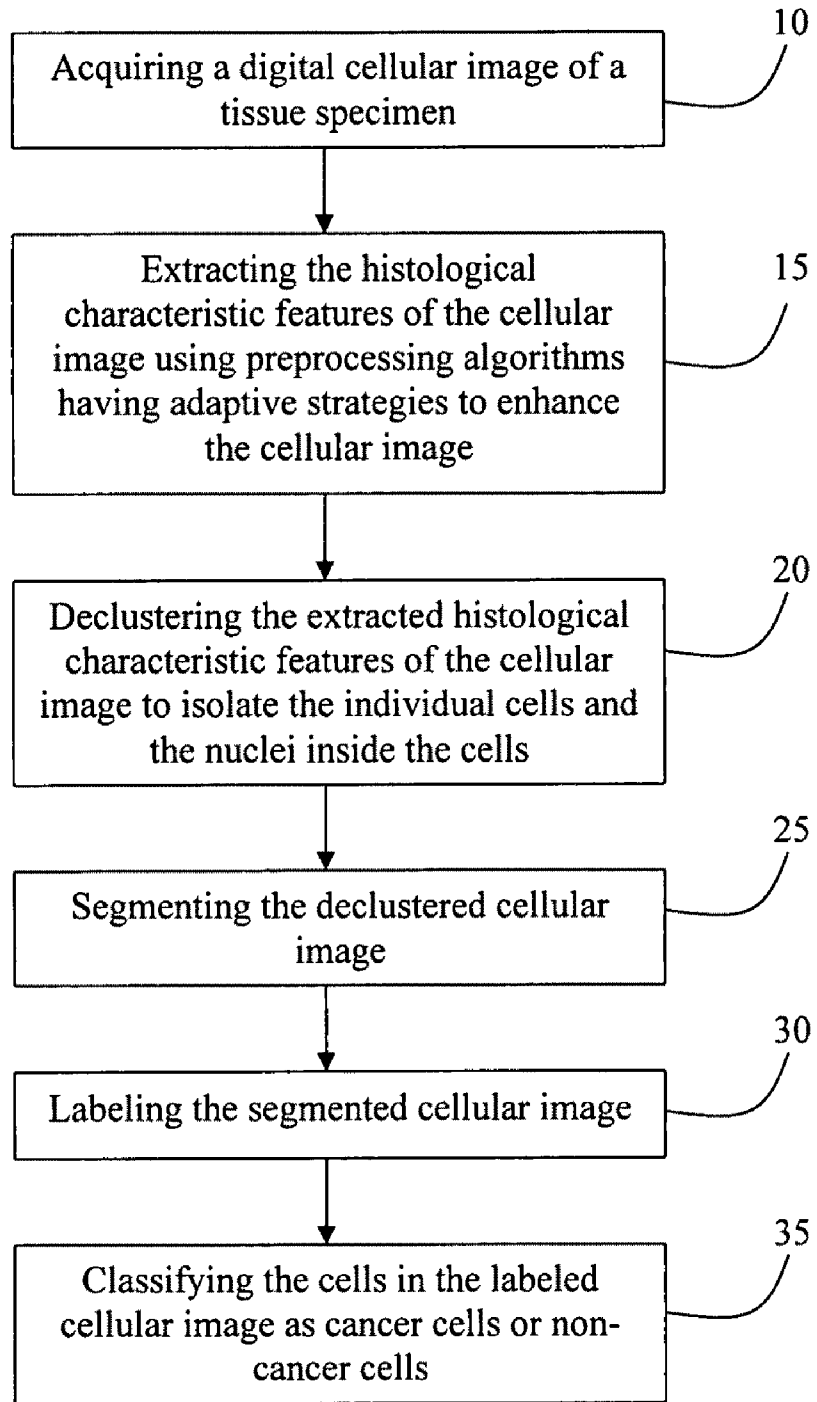 10
Acquiring a digital cellular image of a
tissue specimen
15
Extracting the histological
characteristic features of the cellular
image using preprocessing algorithms
having adaptive strategies to enhance
the cellular image
20
Declustering the extracted histological
characteristic features of the cellular
image to isolate the individual cells and
the nuclei inside the cells
25
Segmenting the declustered cellular
image
30
Labeling the segmented cellular image
35
Classifying the cells in the labeled
cellular image as cancer cells or non-
cancer cells